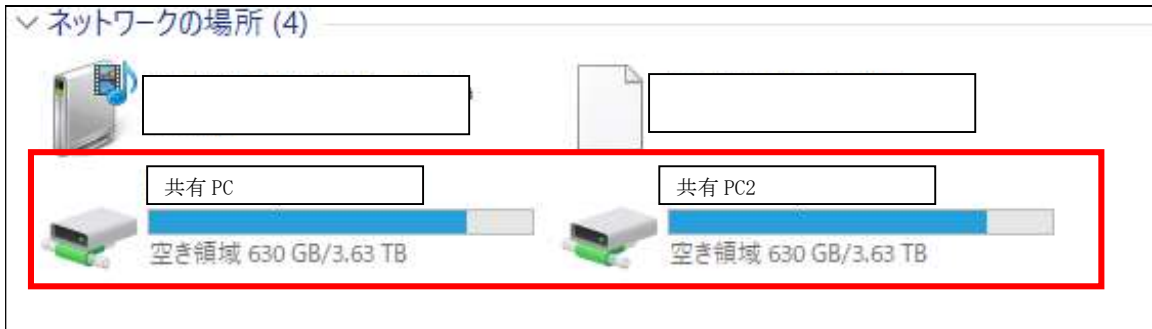 ネットワークの場所 (4)
共有 PC
共有 PC2
空き領域 630 GB/3.63 TB
空き領域 630 GB/3.63 TB